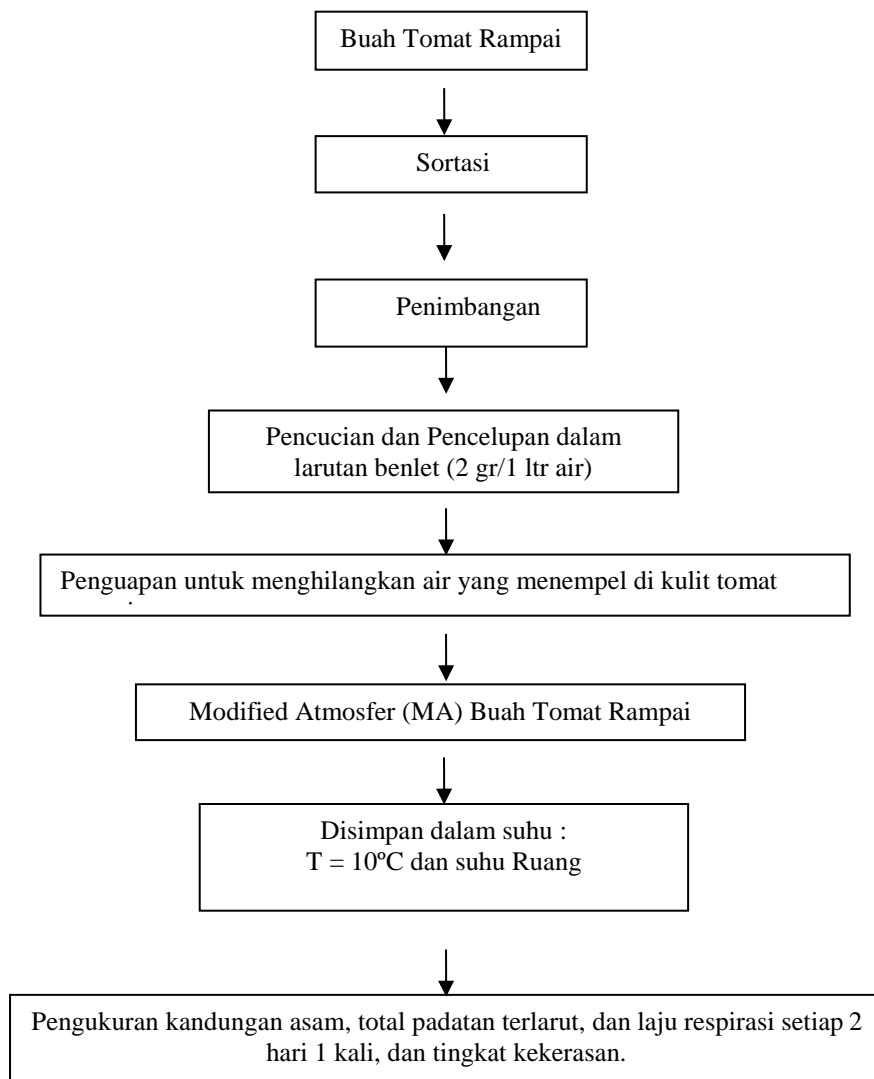 Buah Tomat Rampai
Sortasi
Penimbangan
Pencucian dan Pencelupan dalam
larutan benlet (2 gr/1 ltr air)
Penguapan untuk menghilangkan air yang menempel di kulit tomat
.
Modified Atmosfer (MA) Buah Tomat Rampai
Disimpan dalam suhu :
T = 10ºC dan suhu Ruang
Pengukuran kandungan asam, total padatan terlarut, dan laju respirasi setiap 2
hari 1 kali, dan tingkat kekerasan.